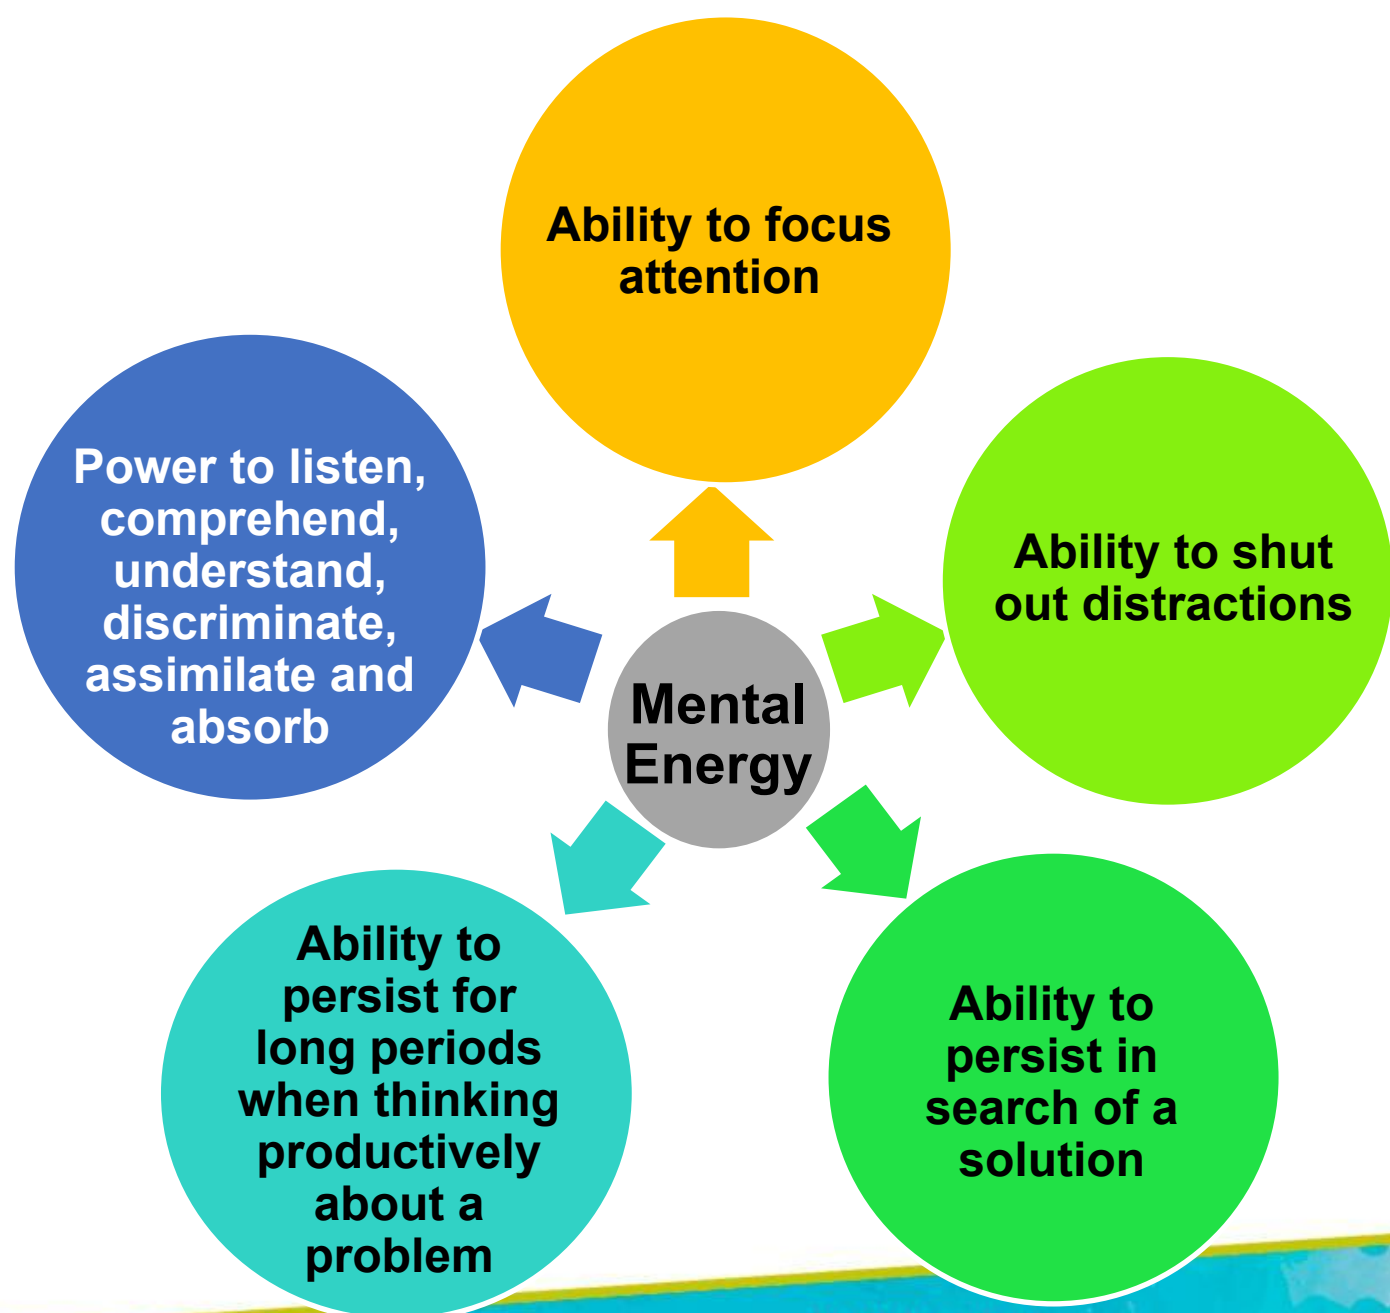 Ability to focus
attention
Power to listen,
comprehend,
understand,
discriminate,
assimilate and
absorb
Ability to shut
out distractions
Mental
Energy
Ability to
persist for
long periods
when thinking
productively
about a
problem
Ability to
persist in
search of a
solution